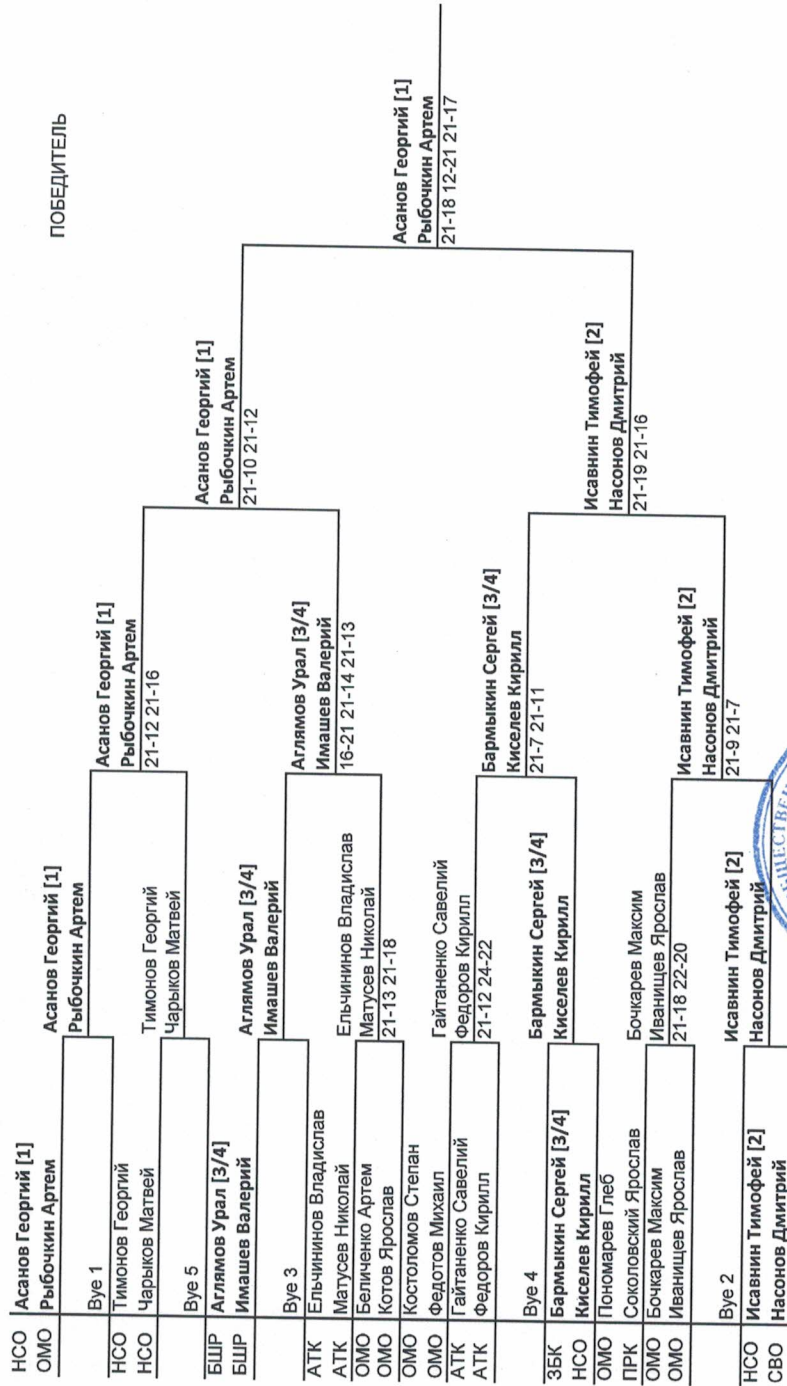 ПОБЕДИТЕЛЬ
НСО Асанов Георгий [1]
ОМО Рыбочкин Артем
Bye 1
НСО Тимонов Георгий
НСО Чарыков Матвей
Bye 5
БШР Аглямов Урал [3/4]
БШР Имашев Валерий
Bye 3
АТК Ельчининов Владислав
АТК Матусев Николай
ОМО Беличенко Артем
ОМО Котов Ярослав
ОМО Костоломов Степан
ОМО Федотов Михаил
АТК Гайтаненко Савелий
АТК Федоров Кирилл
Bye 4
ЗБК Бармыкин Сергей [3/4]
НСО Киселев Кирилл
ОМО Пономарев Глеб
ПРК Соколовский Ярослав
ОМО Бочкарев Максим
ОМО Иванищев Ярослав
Bye 2
НСО Исавнин Тимофей [2]
СВО Насонов Дмитрий
Асанов Георгий [1]
Рыбочкин Артем
Тимонов Георгий
Чарыков Матвей
Аглямов Урал [3/4]
Имашев Валерий
Ельчининов Владислав
Матусев Николай
21-13 21-18
Гайтаненко Савелий
Федоров Кирилл
21-12 24-22
Бармыкин Сергей [3/4]
Киселев Кирилл
Бочкарев Максим
Иванищев Ярослав
21-18 22-20
Исавнин Тимофей [2]
Насонов Дмитрий
Асанов Георгий [1]
Рыбочкин Артем
21-12 21-16
Аглямов Урал [3/4]
Имашев Валерий
16-21 21-14 21-13
Бармыкин Сергей [3/4]
Киселев Кирилл
21-7 21-11
Исавнин Тимофей [2]
Насонов Дмитрий
21-9 21-7
Асанов Георгий [1]
Рыбочкин Артем
21-10 21-12
Исавнин Тимофей [2]
Насонов Дмитрий
21-19 21-16
Асанов Георгий [1]
Рыбочкин Артем
21-18 12-21 21-17